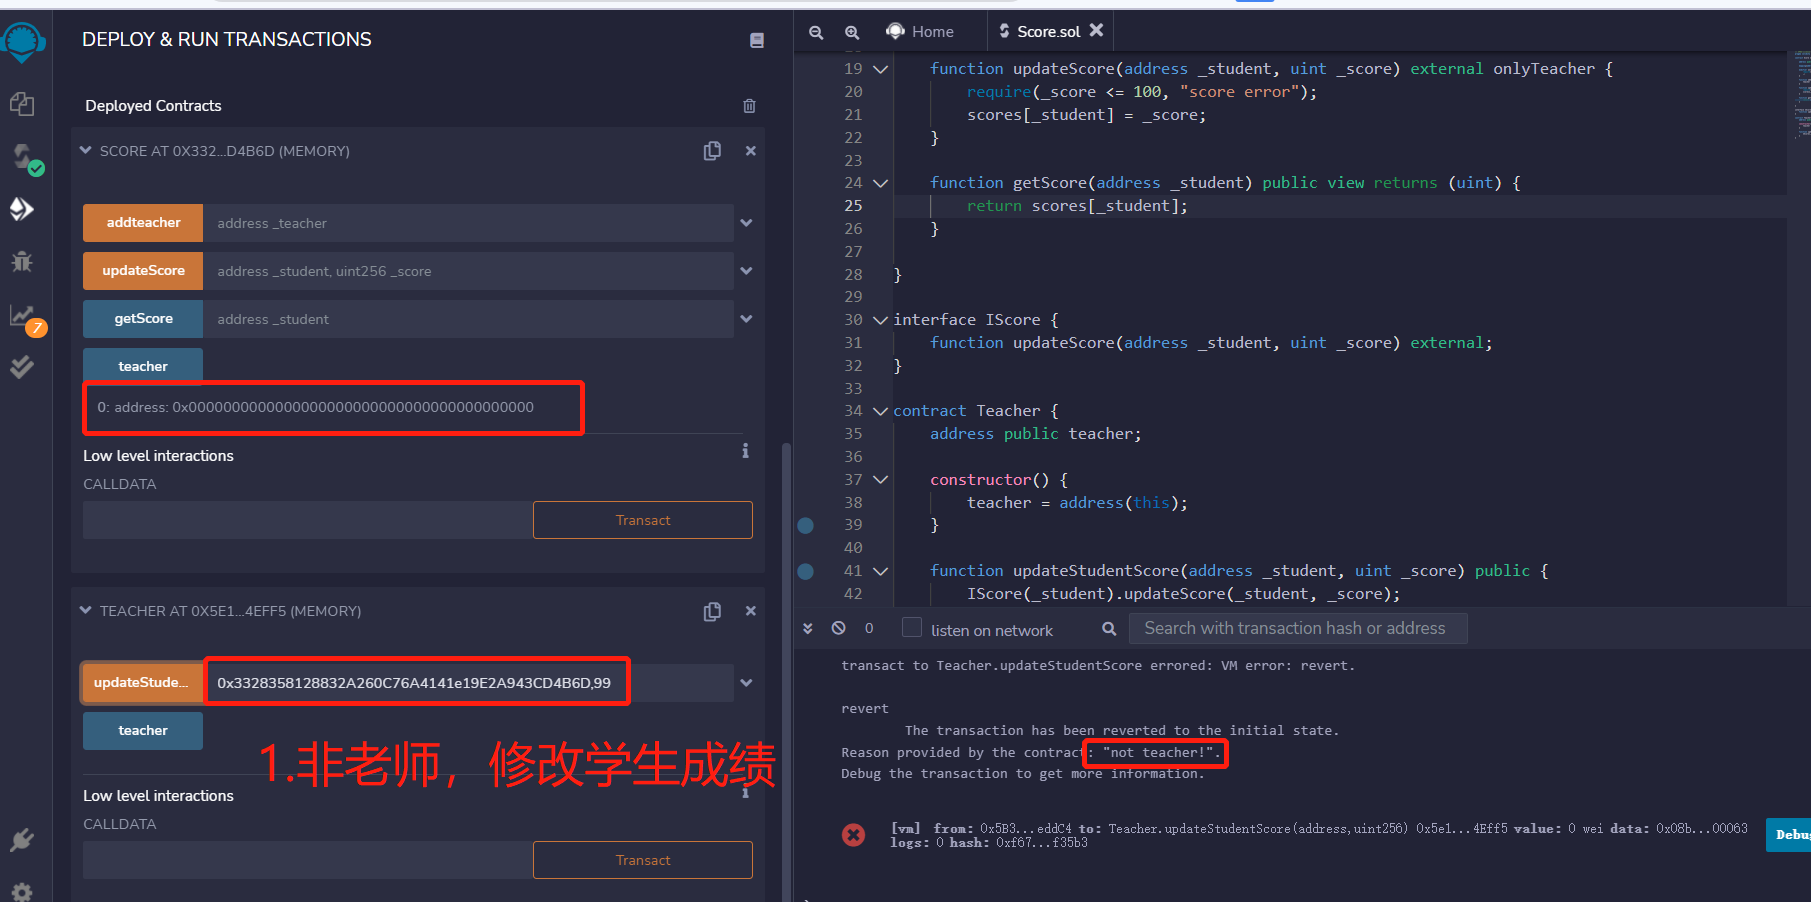 DEPLOY & RUN TRANSACTIONS
Deployed Contracts
SCORE AT 0X332...D4B6D (MEMORY)
addteacher address _teacher
updateScore address _student, uint256 _score
getScore address _student
teacher
0: address: 0x0000000000000000000000000000000000000000
Low level interactions
CALLDATA
Transact
TEACHER AT 0X5E1...4EFF5 (MEMORY)
updateStude... 0x3328358128832A260C76A4141e19E2A943CD4B6D,99
teacher
1.非老师，修改学生成绩
Low level interactions
CALLDATA
Transact
7
Home
Score.sol
19 function updateScore(address _student, uint _score) external onlyTeacher {
20 require(_score <= 100, "score error");
21 scores[_student] = _score;
22 }
23
24 function getScore(address _student) public view returns (uint) {
25 return scores[_student];
26 }
27
28 }
29
30 interface IScore {
31 function updateScore(address _student, uint _score) external;
32 }
33
34 contract Teacher {
35 address public teacher;
36
37 constructor() {
38 teacher = address(this);
39 }
40
41 function updateStudentScore(address _student, uint _score) public {
42 IScore(_student).updateScore(_student, _score);
0 listen on network Search with transaction hash or address
transact to Teacher.updateStudentScore errored: VM error: revert.
revert
The transaction has been reverted to the initial state.
Reason provided by the contract: "not teacher!".
Debug the transaction to get more information.
[vm] from: 0x5B3...eddC4 to: Teacher.updateStudentScore(address,uint256) 0x5e1...4Eff5 value: 0 wei data: 0x08b...00063
logs: 0 hash: 0xf67...f35b3
Debug